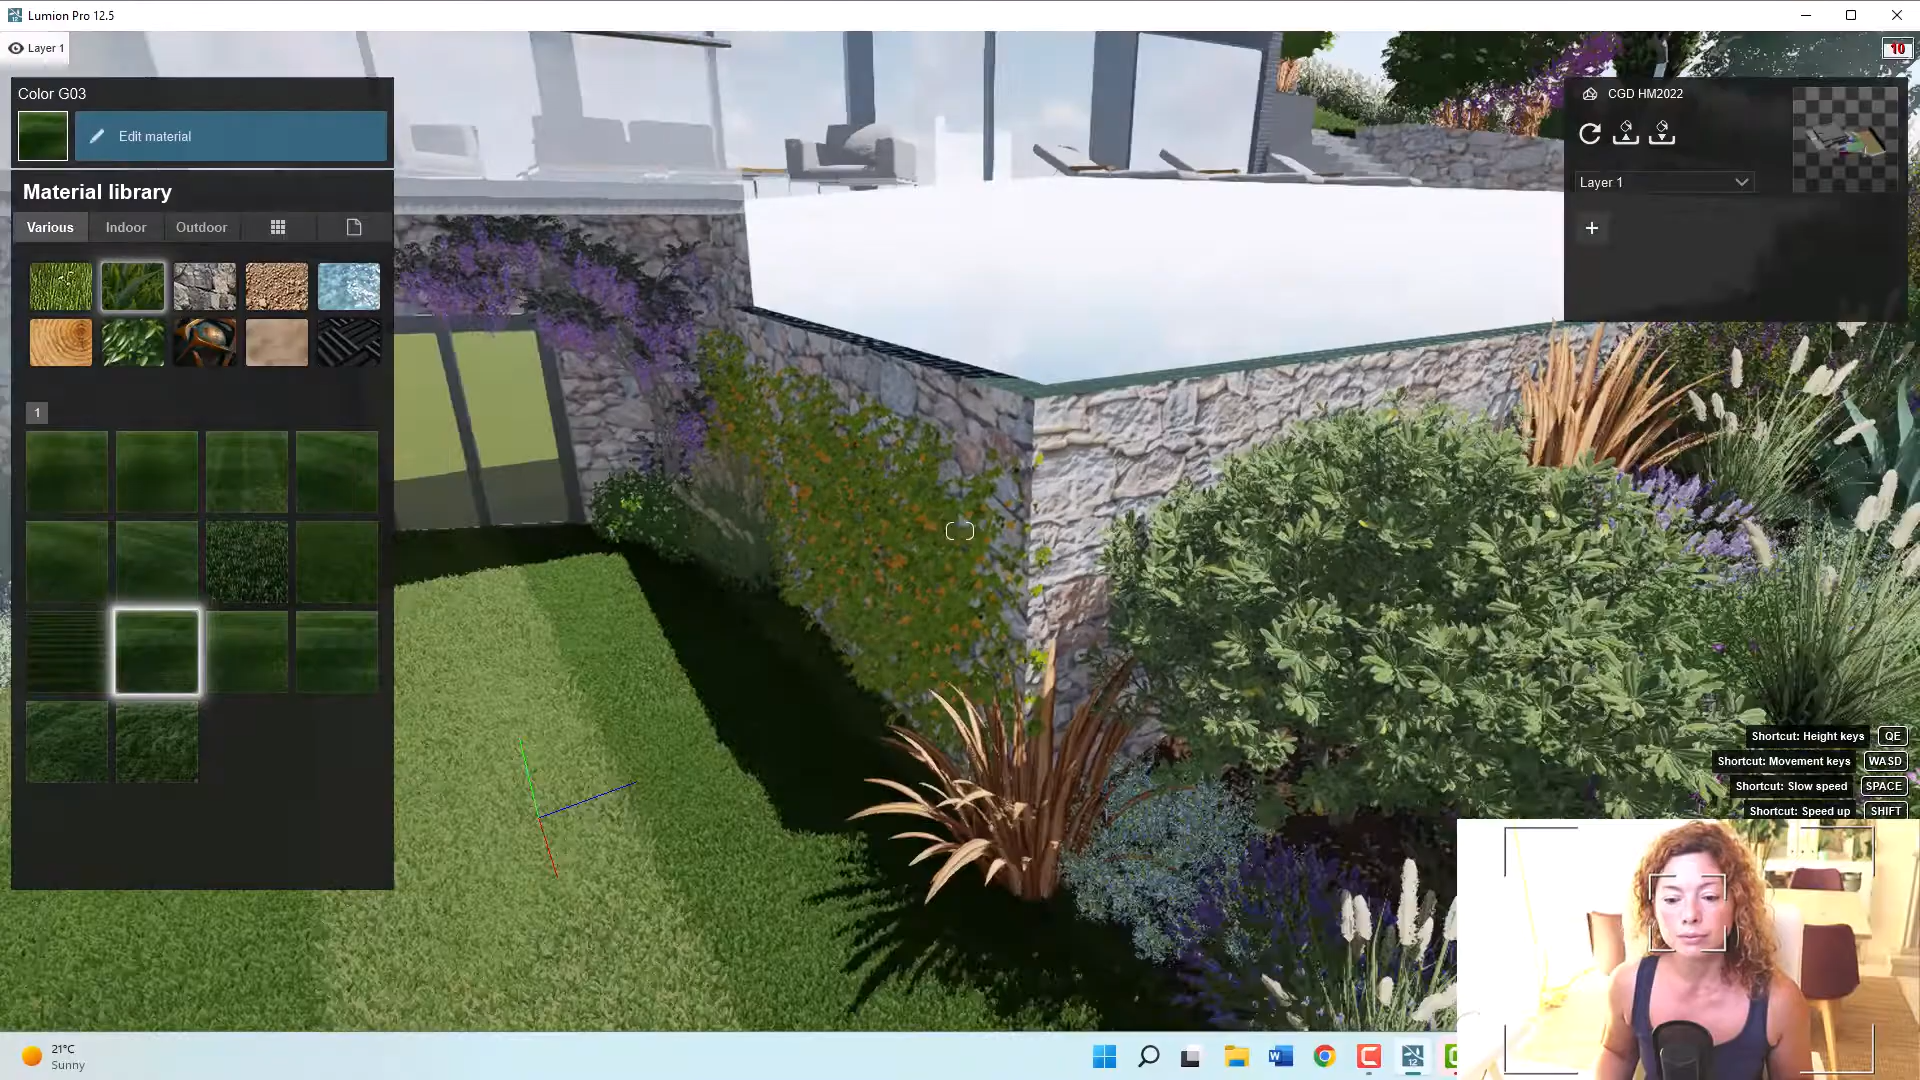 Lumion Pro 12.5
Layer 1
10
Color G03
Edit material
Material library
Various
Indoor
Outdoor
1
CGD HM2022
Layer 1
+
Shortcut: Height keys QE
Shortcut: Movement keys WASD
Shortcut: Slow speed SPACE
Shortcut: Speed up SHIFT
21°C
Sunny